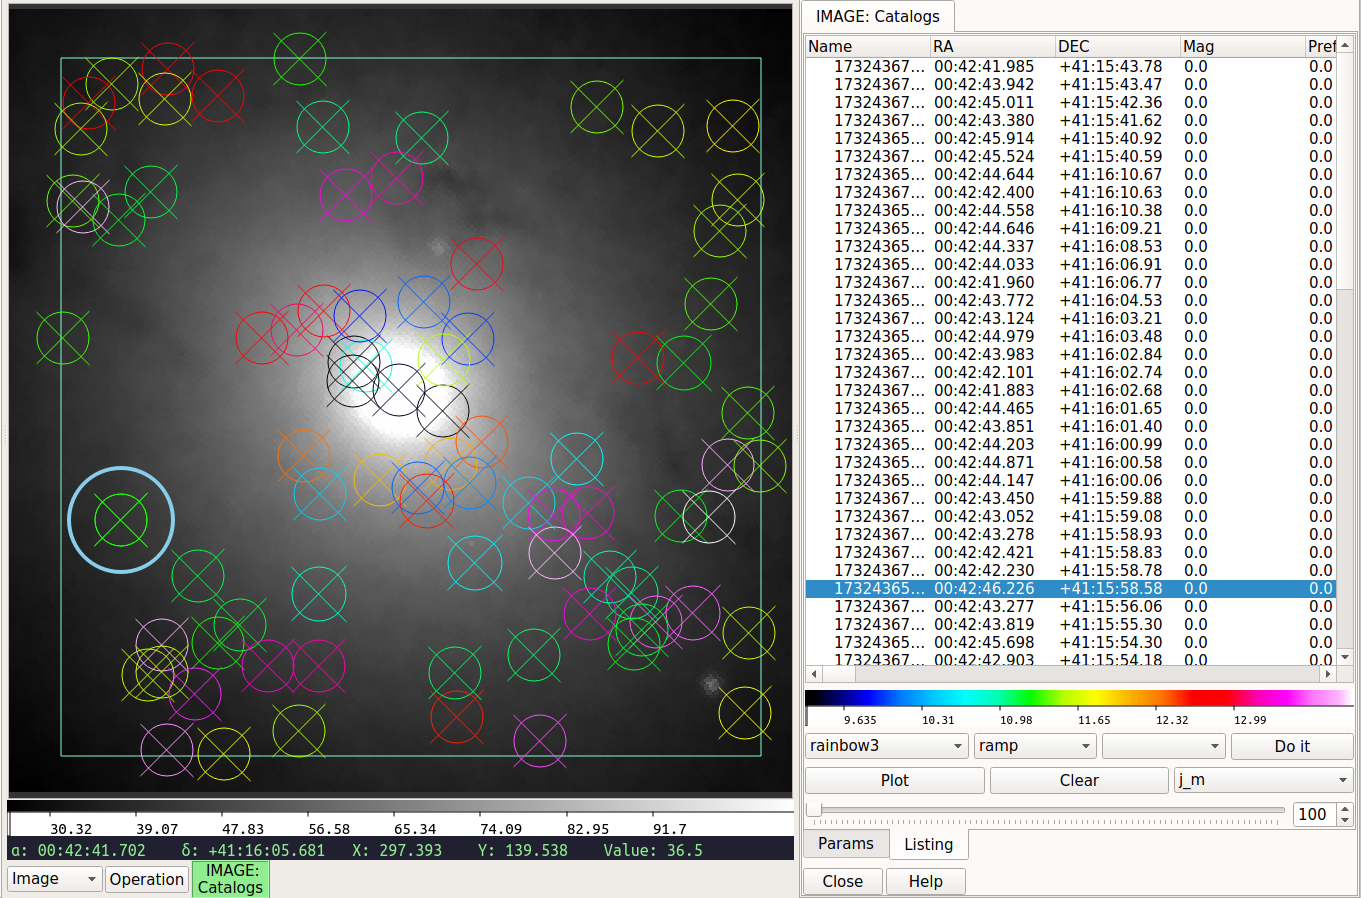 IMAGE: Catalogs
Name RA DEC Mag Pref
17324367... 00:42:41.985 +41:15:43.78 0.0 0.0
17324367... 00:42:43.942 +41:15:43.47 0.0 0.0
17324367... 00:42:45.011 +41:15:42.36 0.0 0.0
17324367... 00:42:43.380 +41:15:41.62 0.0 0.0
17324365... 00:42:45.914 +41:15:40.92 0.0 0.0
17324367... 00:42:45.524 +41:15:40.59 0.0 0.0
17324365... 00:42:44.644 +41:16:10.67 0.0 0.0
17324367... 00:42:42.400 +41:16:10.63 0.0 0.0
17324365... 00:42:44.558 +41:16:10.38 0.0 0.0
17324365... 00:42:44.646 +41:16:09.21 0.0 0.0
17324365... 00:42:44.337 +41:16:08.53 0.0 0.0
17324365... 00:42:44.033 +41:16:06.91 0.0 0.0
17324367... 00:42:41.960 +41:16:06.77 0.0 0.0
17324365... 00:42:43.772 +41:16:04.53 0.0 0.0
17324367... 00:42:43.124 +41:16:03.21 0.0 0.0
17324365... 00:42:44.979 +41:16:03.48 0.0 0.0
17324365... 00:42:43.983 +41:16:02.84 0.0 0.0
17324367... 00:42:42.101 +41:16:02.74 0.0 0.0
17324367... 00:42:41.883 +41:16:02.68 0.0 0.0
17324365... 00:42:44.465 +41:16:01.65 0.0 0.0
17324365... 00:42:43.851 +41:16:01.40 0.0 0.0
17324365... 00:42:44.203 +41:16:00.99 0.0 0.0
17324365... 00:42:44.871 +41:16:00.58 0.0 0.0
17324365... 00:42:44.147 +41:16:00.06 0.0 0.0
17324367... 00:42:43.450 +41:15:59.88 0.0 0.0
17324367... 00:42:43.052 +41:15:59.08 0.0 0.0
17324367... 00:42:43.278 +41:15:58.93 0.0 0.0
17324367... 00:42:42.421 +41:15:58.83 0.0 0.0
17324367... 00:42:42.230 +41:15:58.78 0.0 0.0
17324365... 00:42:46.226 +41:15:58.58 0.0 0.0
17324367... 00:42:43.277 +41:15:56.06 0.0 0.0
17324367... 00:42:43.819 +41:15:55.30 0.0 0.0
17324365... 00:42:45.698 +41:15:54.30 0.0 0.0
17324367... 00:42:42.903 +41:15:54.18 0.0 0.0
9.635 10.31 10.98 11.65 12.32 12.99
rainbow3 ramp Do it
Plot Clear j_m
100
Params Listing
Close Help
30.32 39.07 47.83 56.58 65.34 74.09 82.95 91.7
α: 00:42:41.702 δ: +41:16:05.681 X: 297.393 Y: 139.538 Value: 36.5
Image Operation IMAGE:
Catalogs